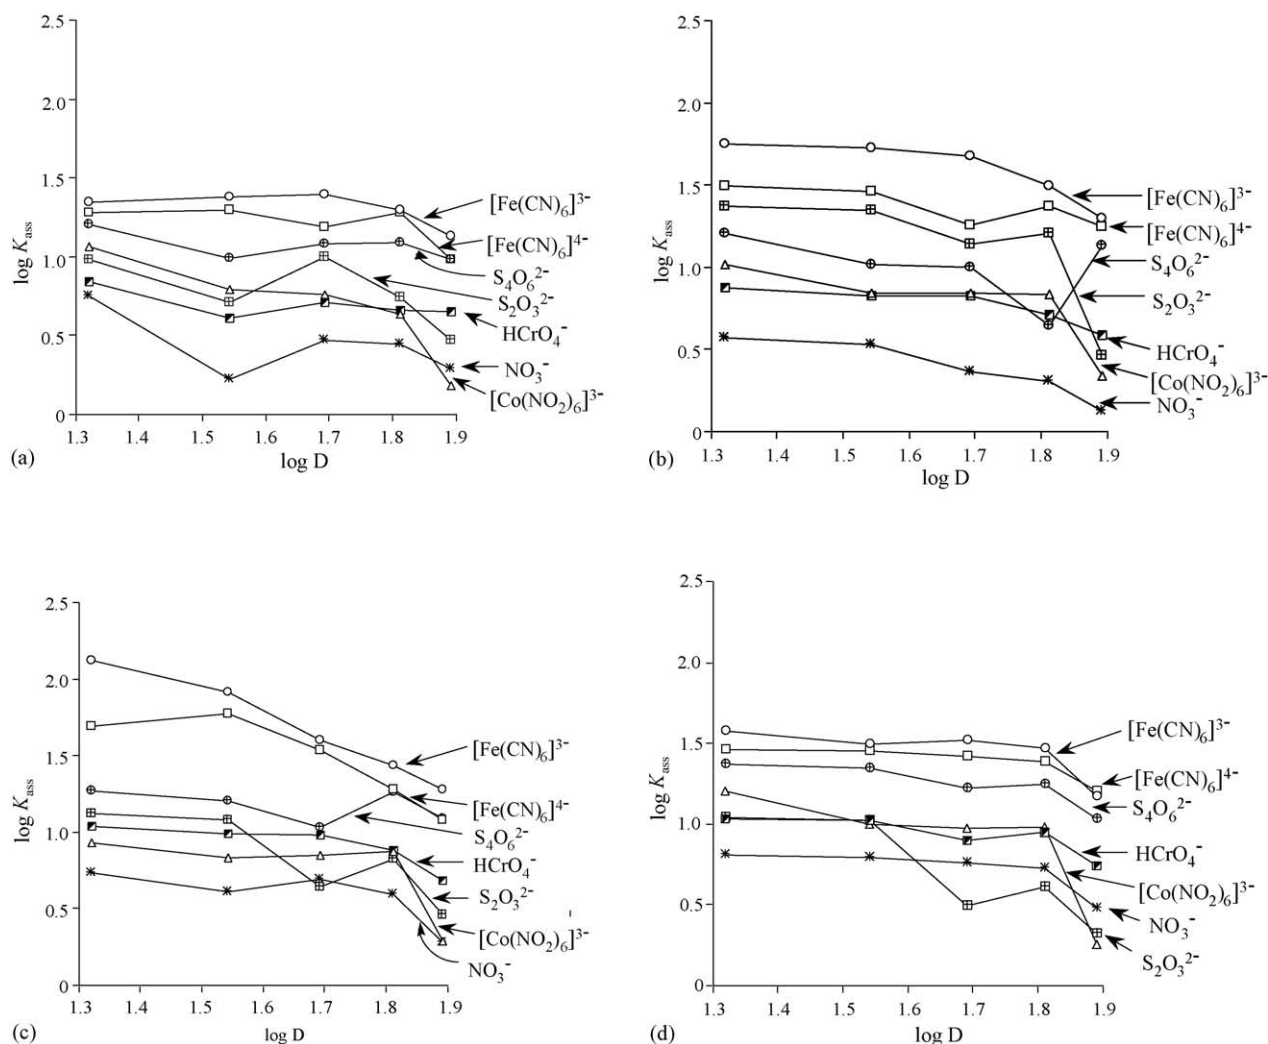 2.5
2.0
1.5
1.0
0.5
0
log K_ass
1.3 1.4 1.5 1.6 1.7 1.8 1.9
log D
(a)
[Fe(CN)₆]³⁻
[Fe(CN)₆]⁴⁻
S₄O₆²⁻
S₂O₃²⁻
HCrO₄⁻
NO₃⁻
[Co(NO₂)₆]³⁻
2.5
2.0
1.5
1.0
0.5
0
log K_ass
1.3 1.4 1.5 1.6 1.7 1.8 1.9
log D
(b)
[Fe(CN)₆]³⁻
[Fe(CN)₆]⁴⁻
S₄O₆²⁻
S₂O₃²⁻
HCrO₄⁻
[Co(NO₂)₆]³⁻
NO₃⁻
2.5
2.0
1.5
1.0
0.5
0
log K_ass
1.3 1.4 1.5 1.6 1.7 1.8 1.9
log D
(c)
[Fe(CN)₆]³⁻
[Fe(CN)₆]⁴⁻
S₄O₆²⁻
HCrO₄⁻
S₂O₃²⁻
[Co(NO₂)₆]³⁻
NO₃⁻
2.5
2.0
1.5
1.0
0.5
0
log K_ass
1.3 1.4 1.5 1.6 1.7 1.8 1.9
log D
(d)
[Fe(CN)₆]³⁻
[Fe(CN)₆]⁴⁻
S₄O₆²⁻
HCrO₄⁻
[Co(NO₂)₆]³⁻
NO₃⁻
S₂O₃²⁻